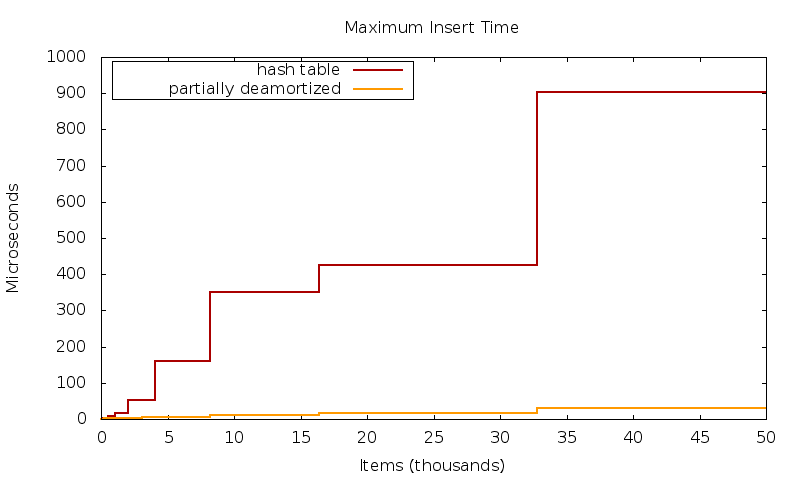 Maximum Insert Time
hash table
partially deamortized
1000
900
800
700
600
500
400
300
200
100
0
Microseconds
0 5 10 15 20 25 30 35 40 45 50
Items (thousands)